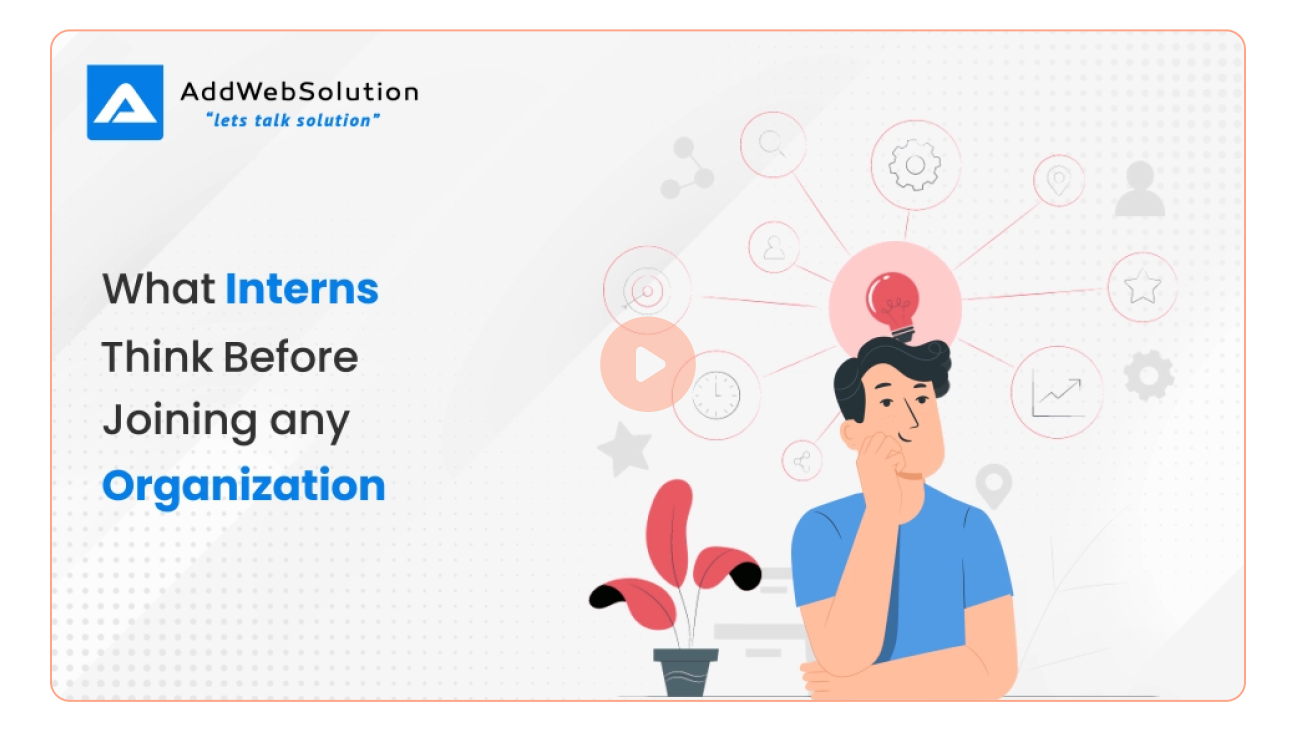 AddWebSolution
"lets talk solution"
What Interns
Think Before
Joining any
Organization